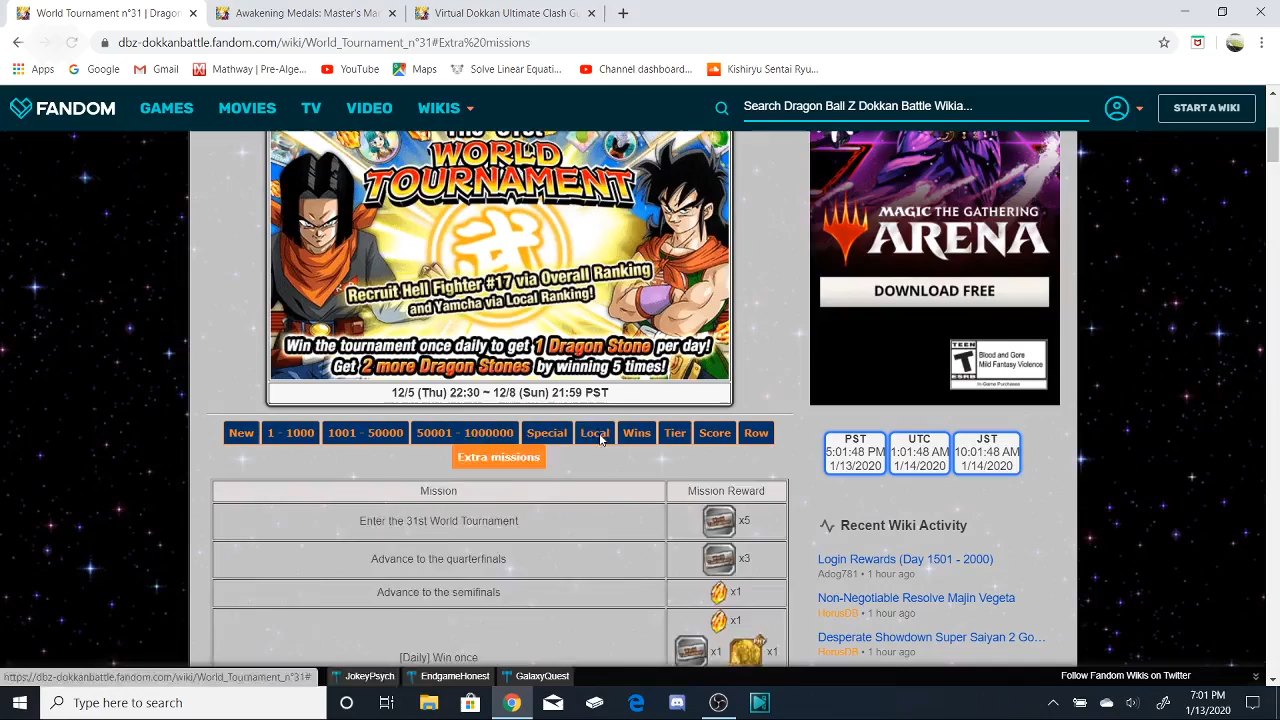 World Tournament n°31 | Dragon
Awakening Medals: Master's Mar
Virtual Dokkan Ultimate Clash Gu
dbz-dokkanbattle.fandom.com/wiki/World_Tournament_n°31#Extra%20missions
Apps Google Gmail Mathway | Pre-Alge... YouTube Maps Solve Linear Equati... Channel dashboard... Kishiryu Sentai Ryu...
FANDOM GAMES MOVIES TV VIDEO WIKIS Search Dragon Ball Z Dokkan Battle Wikia... START A WIKI
The 31st
WORLD
TOURNAMENT
武
Recruit Hell Fighter #17 via Overall Ranking
and Yamcha via Local Ranking!
Win the tournament once daily to get 1 Dragon Stone per day!
Get 2 more Dragon Stones by winning 5 times!
12/5 (Thu) 22:30 ~ 12/8 (Sun) 21:59 PST
MAGIC THE GATHERING
ARENA
DOWNLOAD FREE
TEEN
T
ESRB
Blood and Gore
Mild Fantasy Violence
In-Game Purchases
New 1 - 1000 1001 - 50000 50001 - 1000000 Special Local Wins Tier Score Row
Extra missions
PST UTC JST
5:01:48 PM 1:01:48 AM 10:01:48 AM
1/13/2020 1/14/2020 1/14/2020
Mission Mission Reward
Enter the 31st World Tournament x5
Advance to the quarterfinals x3
Advance to the semifinals x1
x1
[Daily] Win once x1 x1
Recent Wiki Activity
Login Rewards (Day 1501 - 2000)
Adog781 • 1 hour ago
Non-Negotiable Resolve Majin Vegeta
HorusDB • 1 hour ago
Desperate Showdown Super Saiyan 2 Go...
HorusDB • 1 hour ago
https://dbz-dokkanbattle.fandom.com/wiki/World_Tournament_n°31#
JokePsych EngdameHonest GalaxyQuest Follow Fandom Wikis on Twitter
Type here to search
7:01 PM
1/13/2020